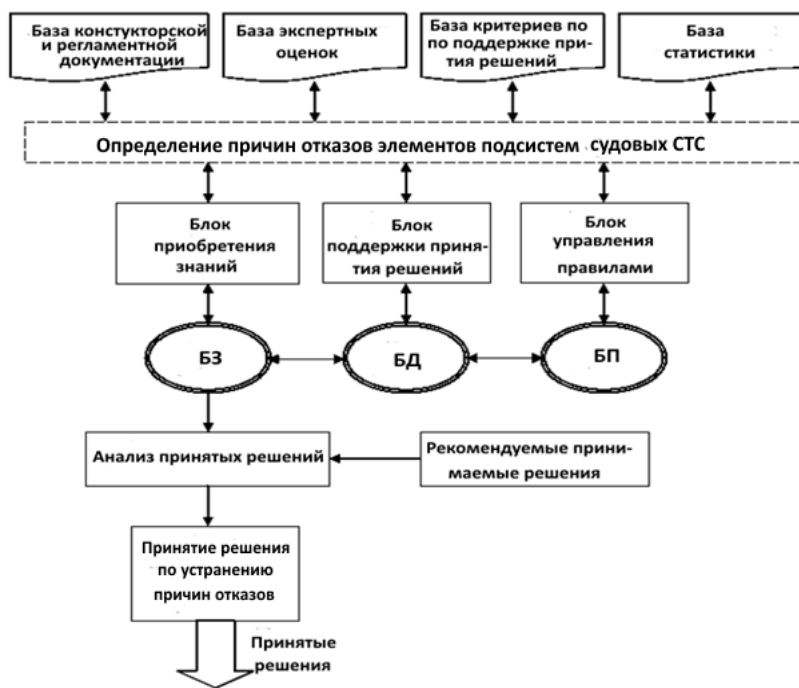 База констукторской
и регламентной
документации
База экспертных
оценок
База критериев по
по поддержке при-
тия решений
База
статистики
Определение причин отказов элементов подсистем судовых СТС
Блок
приобретения
знаний
Блок
поддержки приня-
тия решений
Блок
управления
правилами
БЗ
БД
БП
Анализ принятых решений
Рекомендуемые прини-
маемые решения
Принятие решения
по устранению
причин отказов
Принятые
решения